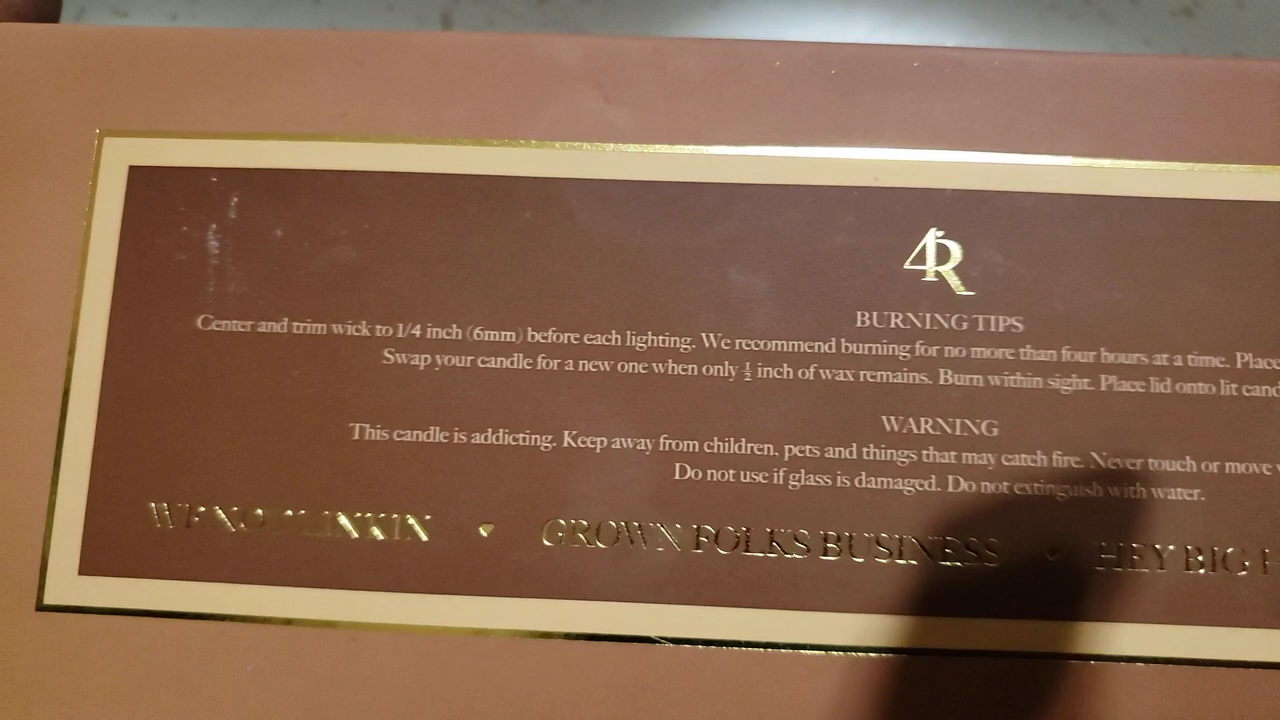 4R
BURNING TIPS
Center and trim wick to 1/4 inch (6mm) before each lighting. We recommend burning for no more than four hours at a time. Place
Swap your candle for a new one when only ½ inch of wax remains. Burn within sight. Place lid onto lit
WARNING
This candle is addicting. Keep away from children, pets and things that may catch fire. Never touch or move
Do not use if glass is damaged. Do not extinguish with water.
GROWN FOLKS BUSINESS ♥ HEY BIG